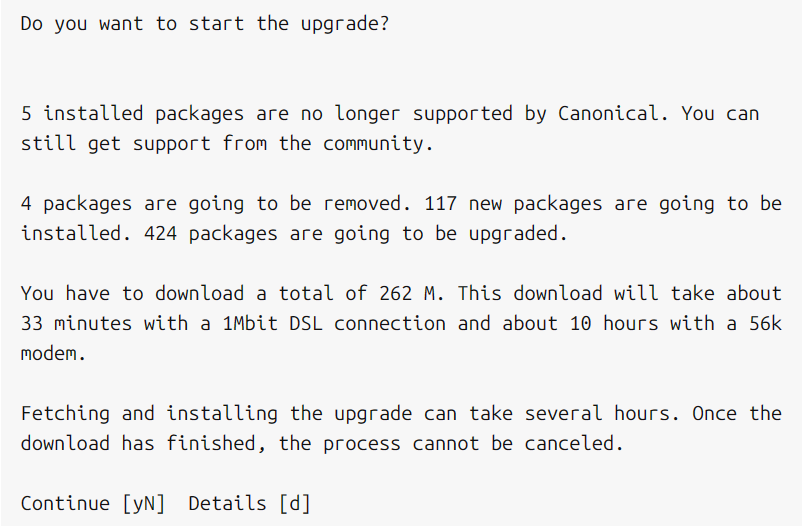 Do you want to start the upgrade?
5 installed packages are no longer supported by Canonical. You can
still get support from the community.
4 packages are going to be removed. 117 new packages are going to be
installed. 424 packages are going to be upgraded.
You have to download a total of 262 M. This download will take about
33 minutes with a 1Mbit DSL connection and about 10 hours with a 56k
modem.
Fetching and installing the upgrade can take several hours. Once the
download has finished, the process cannot be canceled.
Continue [yN]  Details [d]